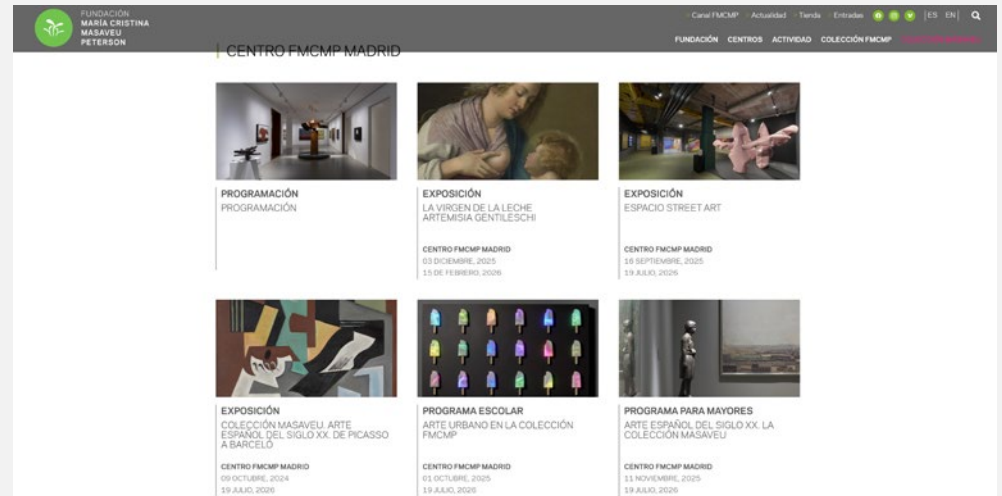 FUNDACIÓN
MARÍA CRISTINA
MASAVEU
PETERSON
Canal FMCMP Actualidad Tienda Entradas ES EN
FUNDACIÓN CENTROS ACTIVIDAD COLECCIÓN FMCMP
CENTRO FMCMP MADRID
PROGRAMACIÓN
PROGRAMACIÓN
EXPOSICIÓN
LA VIRGEN DE LA LECHE
ARTEMISIA GENTILESCHI
CENTRO FMCMP MADRID
03 DICIEMBRE, 2025
15 DE FEBRERO, 2026
EXPOSICIÓN
ESPACIO STREET ART
CENTRO FMCMP MADRID
16 SEPTIEMBRE, 2025
19 JULIO, 2026
EXPOSICIÓN
COLECCIÓN MASAVEU. ARTE
ESPAÑOL DEL SIGLO XX. DE PICASSO
A BARCELÓ
CENTRO FMCMP MADRID
09 OCTUBRE, 2024
19 JULIO, 2026
PROGRAMA ESCOLAR
ARTE URBANO EN LA COLECCIÓN
FMCMP
CENTRO FMCMP MADRID
01 OCTUBRE, 2025
19 JULIO, 2026
PROGRAMA PARA MAYORES
ARTE ESPAÑOL DEL SIGLO XX. LA
COLECCIÓN MASAVEU
CENTRO FMCMP MADRID
11 NOVIEMBRE, 2025
19 JULIO, 2026